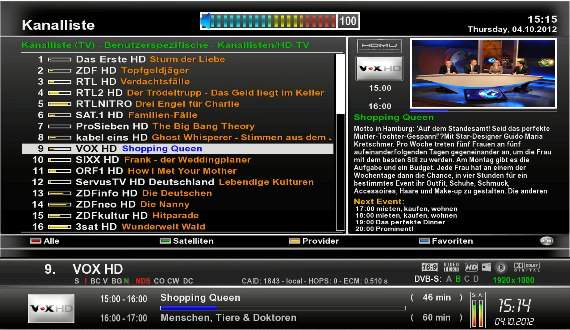 Kanalliste
100
15:15
Thursday, 04.10.2012
Kanalliste (TV) - Benutzerspezifische - Kanallisten/HD-TV
1 Das Erste HD Sturm der Liebe
2 ZDF HD Topfgeldjäger
3 RTL HD Verdachtsfälle
4 RTL2 HD Der Trödeltrupp - Das Geld liegt im Keller
5 RTLNITRO Drei Engel für Charlie
6 SAT.1 HD Familien-Fälle
7 ProSieben HD The Big Bang Theory
8 kabel eins HD Ghost Whisperer - Stimmen aus dem .
9 VOX HD Shopping Queen
10 SIXX HD Frank - der Weddingplaner
11 ORF1 HD How I Met Your Mother
12 ServusTV HD Deutschland Lebendige Kulturen
13 ZDFinfo HD Die Deutschen
14 ZDFneo HD Die Nanny
15 ZDFkultur HD Hitparade
16 3sat HD Wunderwelt Wald
HDMU
VOX HD
15:00
16:00
Shopping Queen
Motto in Hamburg: "Auf dem Standesamt! Seid das perfekte
Mutter-Tochter-Gespann"?Mit Star-Designer Guido Maria
Kretschmer. Pro Woche treten fünf Frauen an fünf
aufeinanderfolgenden Tagen gegeneinander an, um die Frau
mit dem besten Stil zu werden. Am Montag gibt es die
Aufgabe und ein Budget. Jede Frau hat an einem der
Wochentage dann die Chance, in vier Stunden für ein
bestimmtes Event ihr Outfit, Schuhe, Schmuck,
Accessoires, Haare und Make-up zu gestalten. Die anderen
Next Event:
17:00 mieten, kaufen, wohnen
18:00 mieten, kaufen, wohnen
19:00 Das perfekte Dinner
20:00 Prominent!
Alle
Satelliten
Provider
Favoriten
9. VOX HD
16:9
HD
S I BC V BG N NDS CO CW DC
CAID: 1843 - local - HOPS: 0 - ECM: 0.510 s
DVB-S: A B C D
1920 x 1080
VOX HD
15:00 - 16:00 Shopping Queen ( 46 min )
16:00 - 17:00 Menschen, Tiere & Doktoren ( 60 min )
S A
15:14
04.10.2012